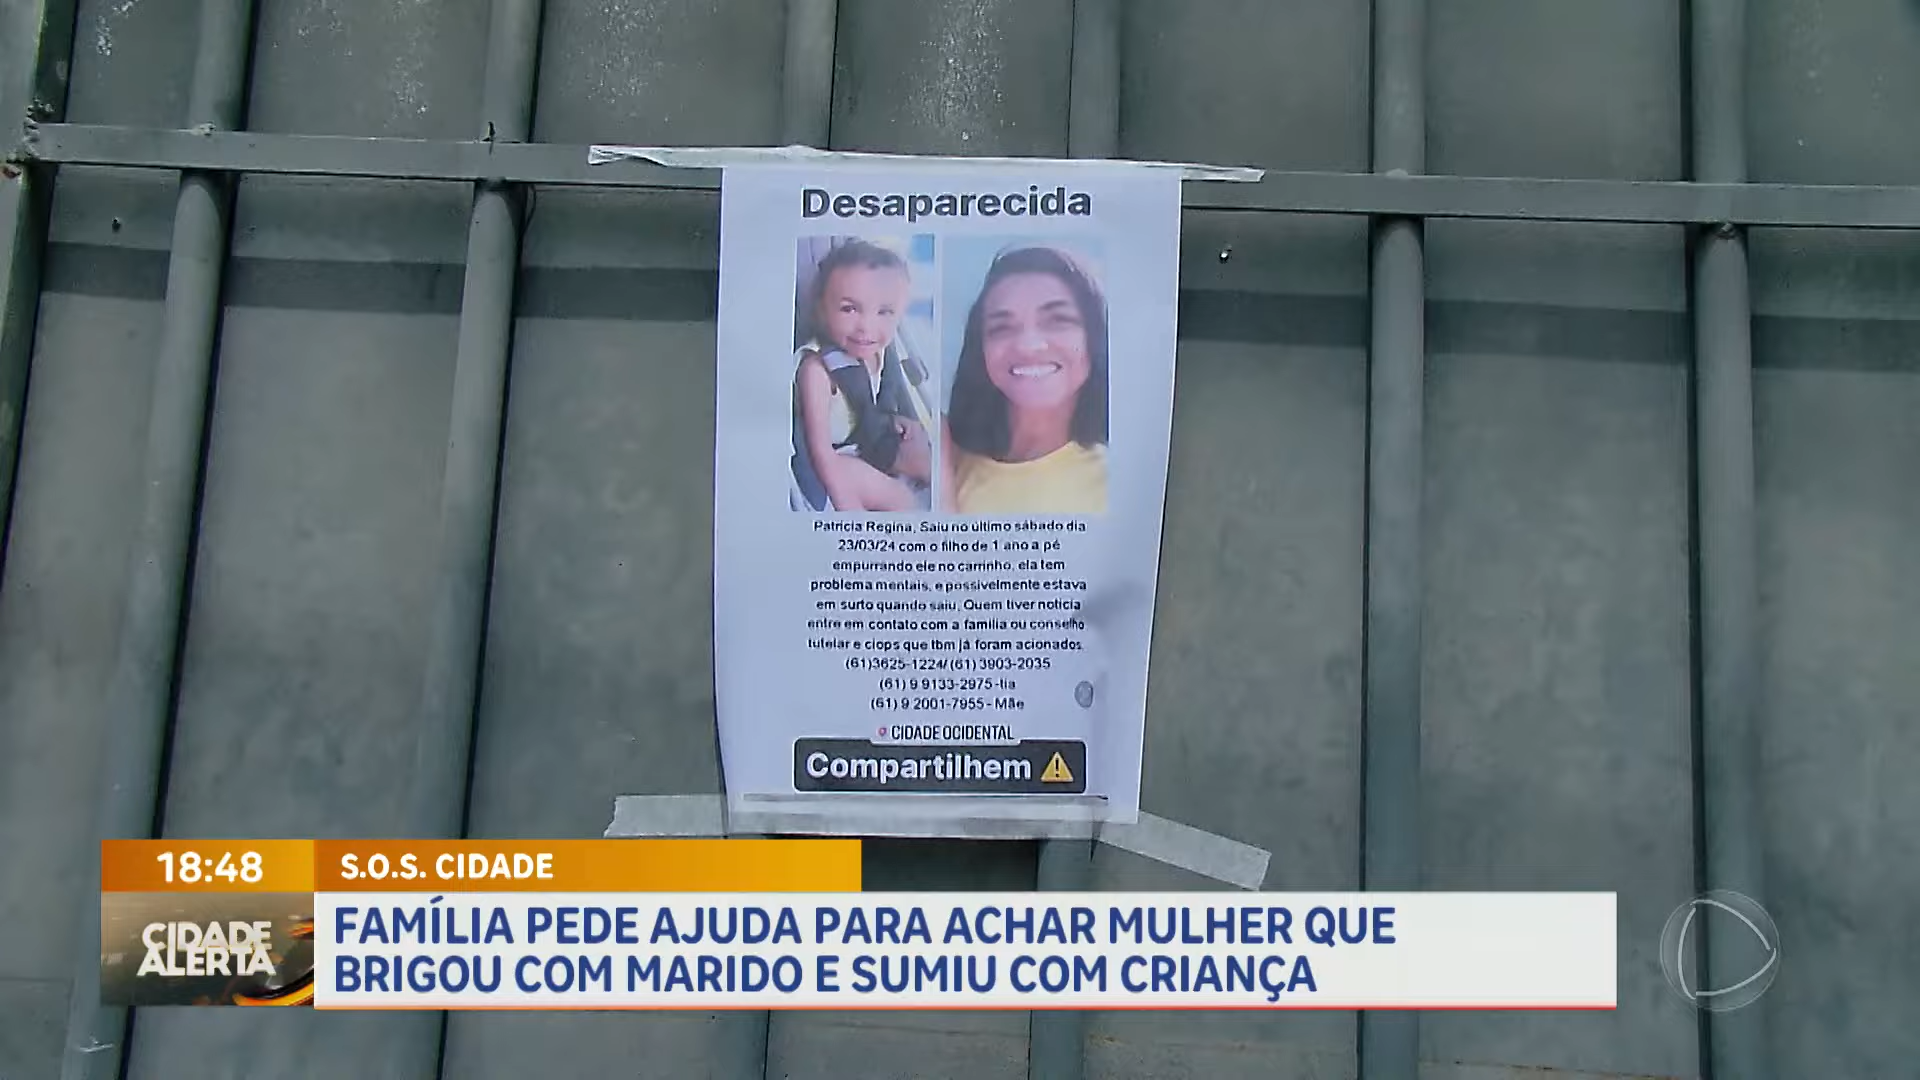 Desaparecida
Patricia Regina, Saiu no último sábado dia
23/03/24 com o filho de 1 ano a pé
empurrando ele no carrinho, ela tem
problema mentais, e possivelmente estava
em surto quando saiu, Quem tiver noticia
entre em contato com a familia ou conselho
tutelar e ciops que tbm já foram acionados.
(61)3625-1224/ (61) 3903-2035
(61) 9 9133-2975 -tia
(61) 9 2001-7955 - Mãe
CIDADE OCIDENTAL
Compartilhem
18:48
S.O.S. CIDADE
CIDADE
ALERTA
FAMÍLIA PEDE AJUDA PARA ACHAR MULHER QUE
BRIGOU COM MARIDO E SUMIU COM CRIANÇA